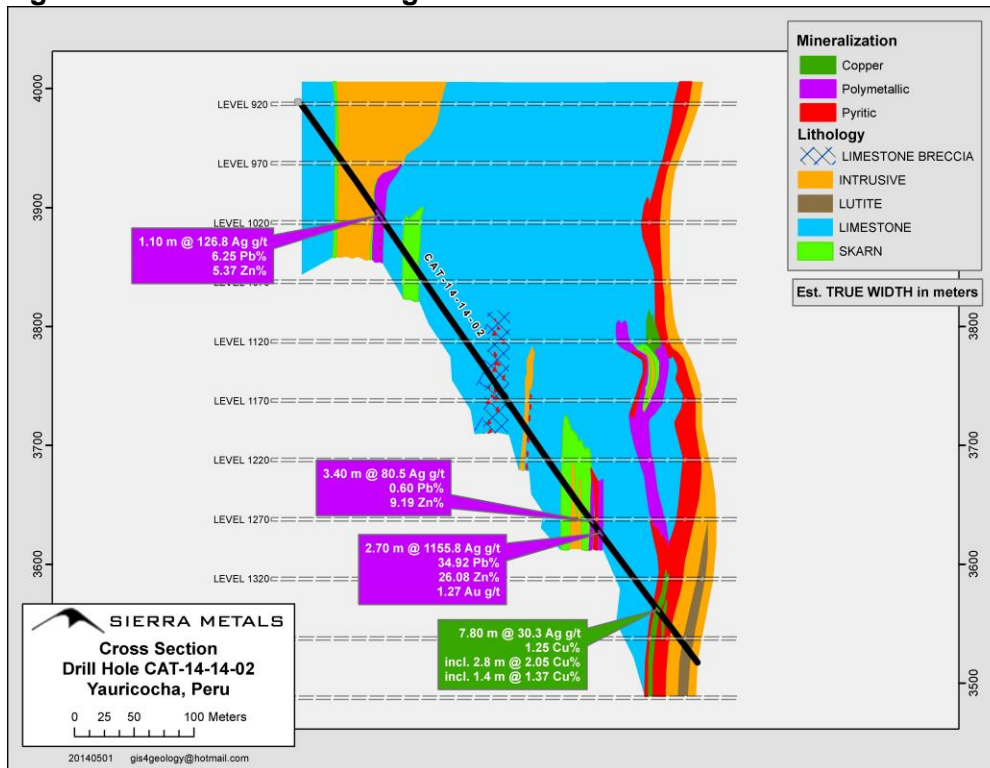 Mineralization
Copper
Polymetallic
Pyritic
Lithology
LIMESTONE BRECCIA
INTRUSIVE
LUTITE
LIMESTONE
SKARN
Est. TRUE WIDTH in meters
4000
3900
3800
3700
3600
3800
3700
3600
3500
LEVEL 920
LEVEL 970
LEVEL 1020
LEVEL 1120
LEVEL 1170
LEVEL 1220
LEVEL 1270
LEVEL 1320
CAT-14-14-02
1.10 m @ 126.8 Ag g/t
6.25 Pb%
5.37 Zn%
3.40 m @ 80.5 Ag g/t
0.60 Pb%
9.19 Zn%
2.70 m @ 1155.8 Ag g/t
34.92 Pb%
26.08 Zn%
1.27 Au g/t
7.80 m @ 30.3 Ag g/t
1.25 Cu%
incl. 2.8 m @ 2.05 Cu%
incl. 1.4 m @ 1.37 Cu%
SIERRA METALS
Cross Section
Drill Hole CAT-14-14-02
Yauricocha, Peru
0 25 50 100 Meters
20140501 gis4geology@hotmail.com